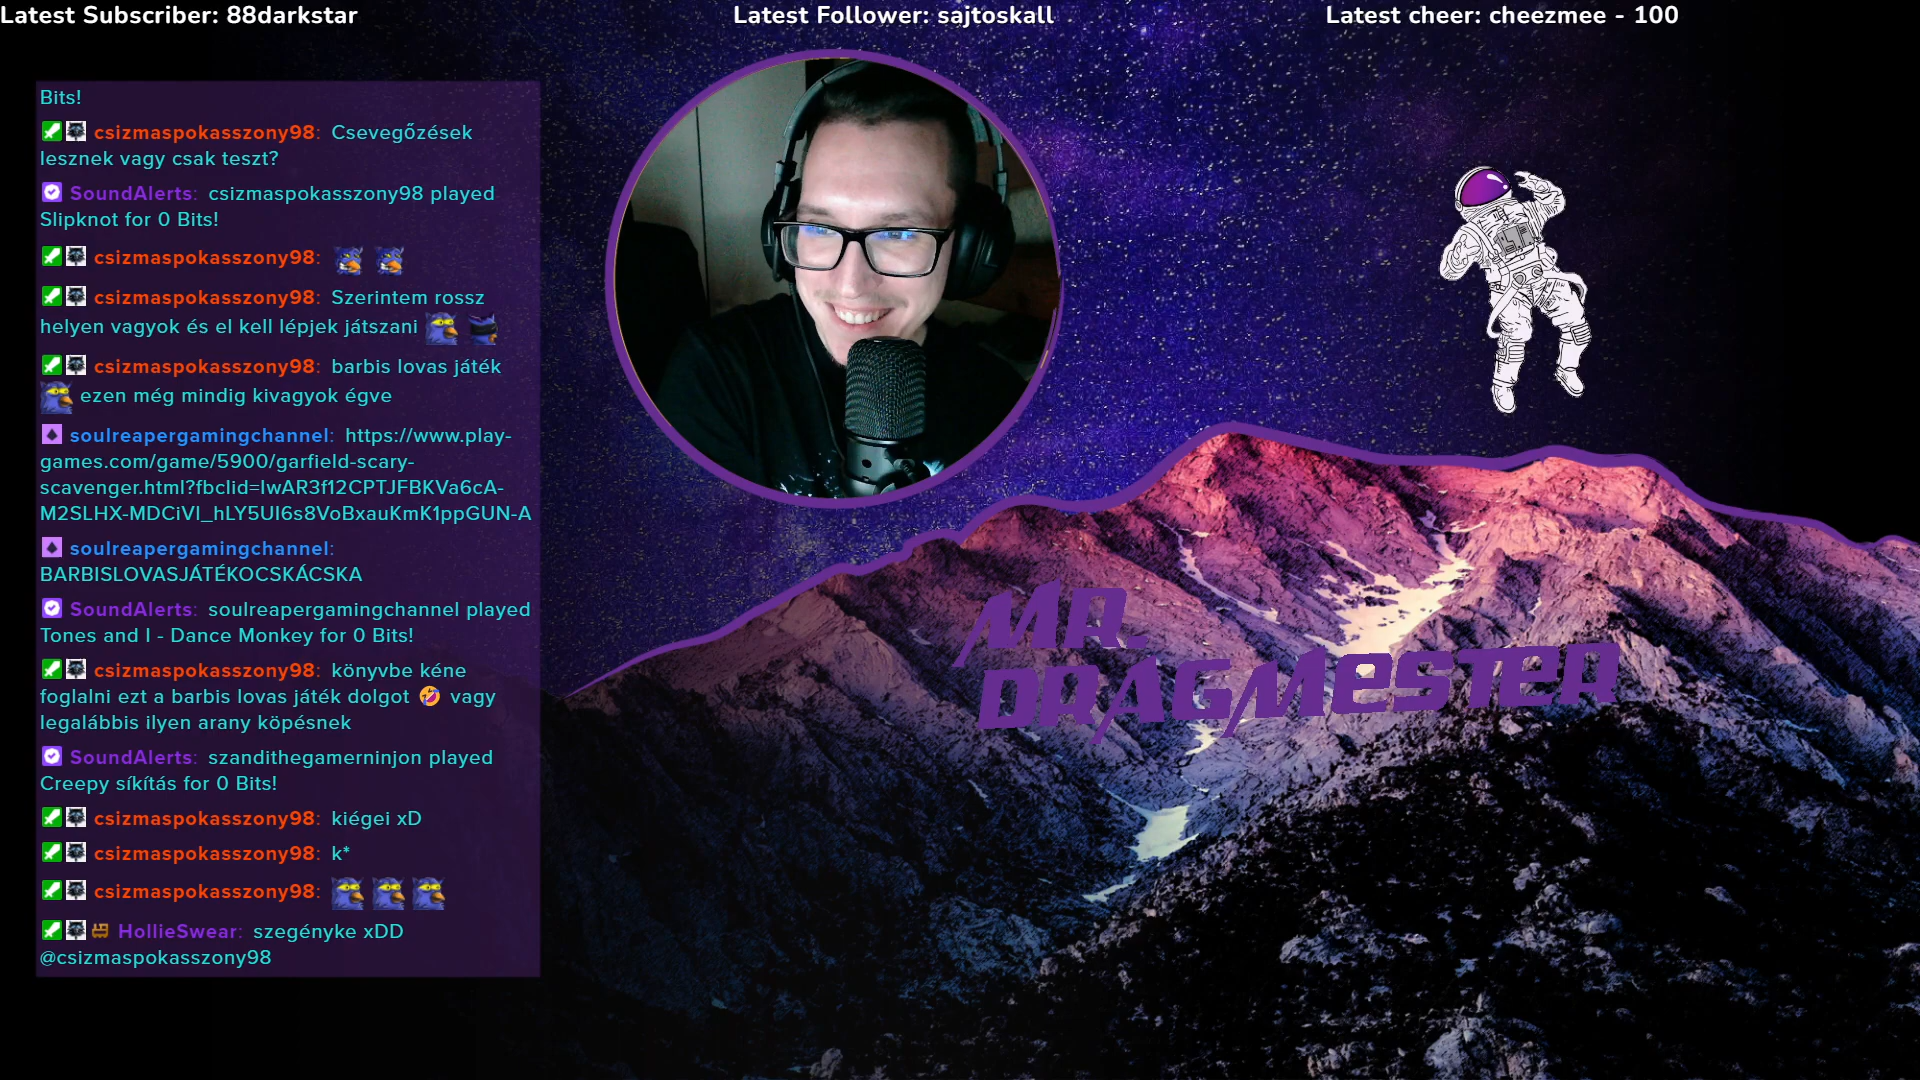 Latest Subscriber: 88darkstar
Latest Follower: sajtoskall
Latest cheer: cheezmee - 100
Bits!
csizmaspokasszony98: Csevegőzések
lesznek vagy csak teszt?
SoundAlerts: csizmaspokasszony98 played
Slipknot for 0 Bits!
csizmaspokasszony98:
csizmaspokasszony98: Szerintem rossz
helyen vagyok és el kell lépjek játszani
csizmaspokasszony98: barbis lovas játék
ezen még mindig kivagyok égve
soulreapergamingchannel: https://www.play-
games.com/game/5900/garfield-scary-
scavenger.html?fbclid=IwAR3f12CPTJFBKVa6cA-
M2SLHX-MDCiVI_hLY5UI6s8VoBxauKmK1ppGUN-A
soulreapergamingchannel:
BARBISLOVASJÁTÉKOCSKÁCSKA
SoundAlerts: soulreapergamingchannel played
Tones and I - Dance Monkey for 0 Bits!
csizmaspokasszony98: könyvbe kéne
foglalni ezt a barbis lovas játék dolgot 🤣 vagy
legalábbis ilyen arany köpésnek
SoundAlerts: szandithegamerninjon played
Creepy síkítás for 0 Bits!
csizmaspokasszony98: kiégei xD
csizmaspokasszony98: k*
csizmaspokasszony98:
HollieSwear: szegényke xDD
@csizmaspokasszony98
MR.
DRAGMESTER